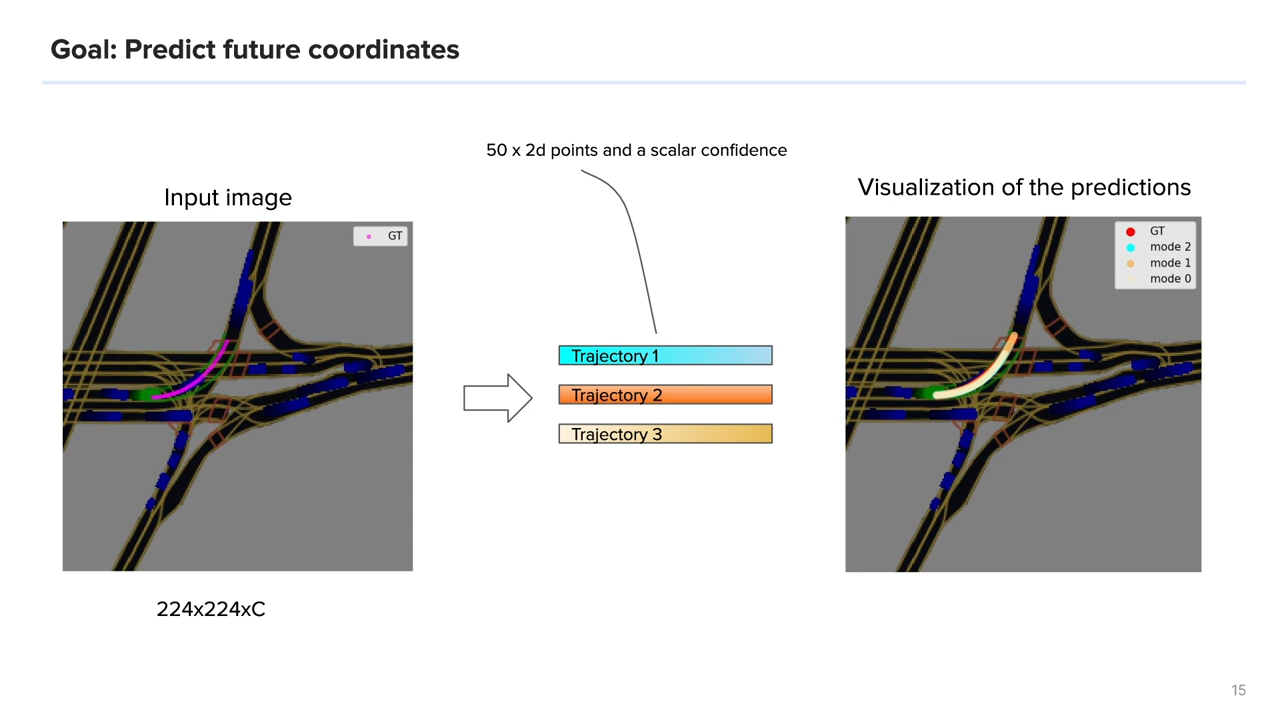 Goal: Predict future coordinates
50 x 2d points and a scalar confidence
Input image
GT
224x224xC
Trajectory 1
Trajectory 2
Trajectory 3
Visualization of the predictions
GT
mode 2
mode 1
mode 0
15